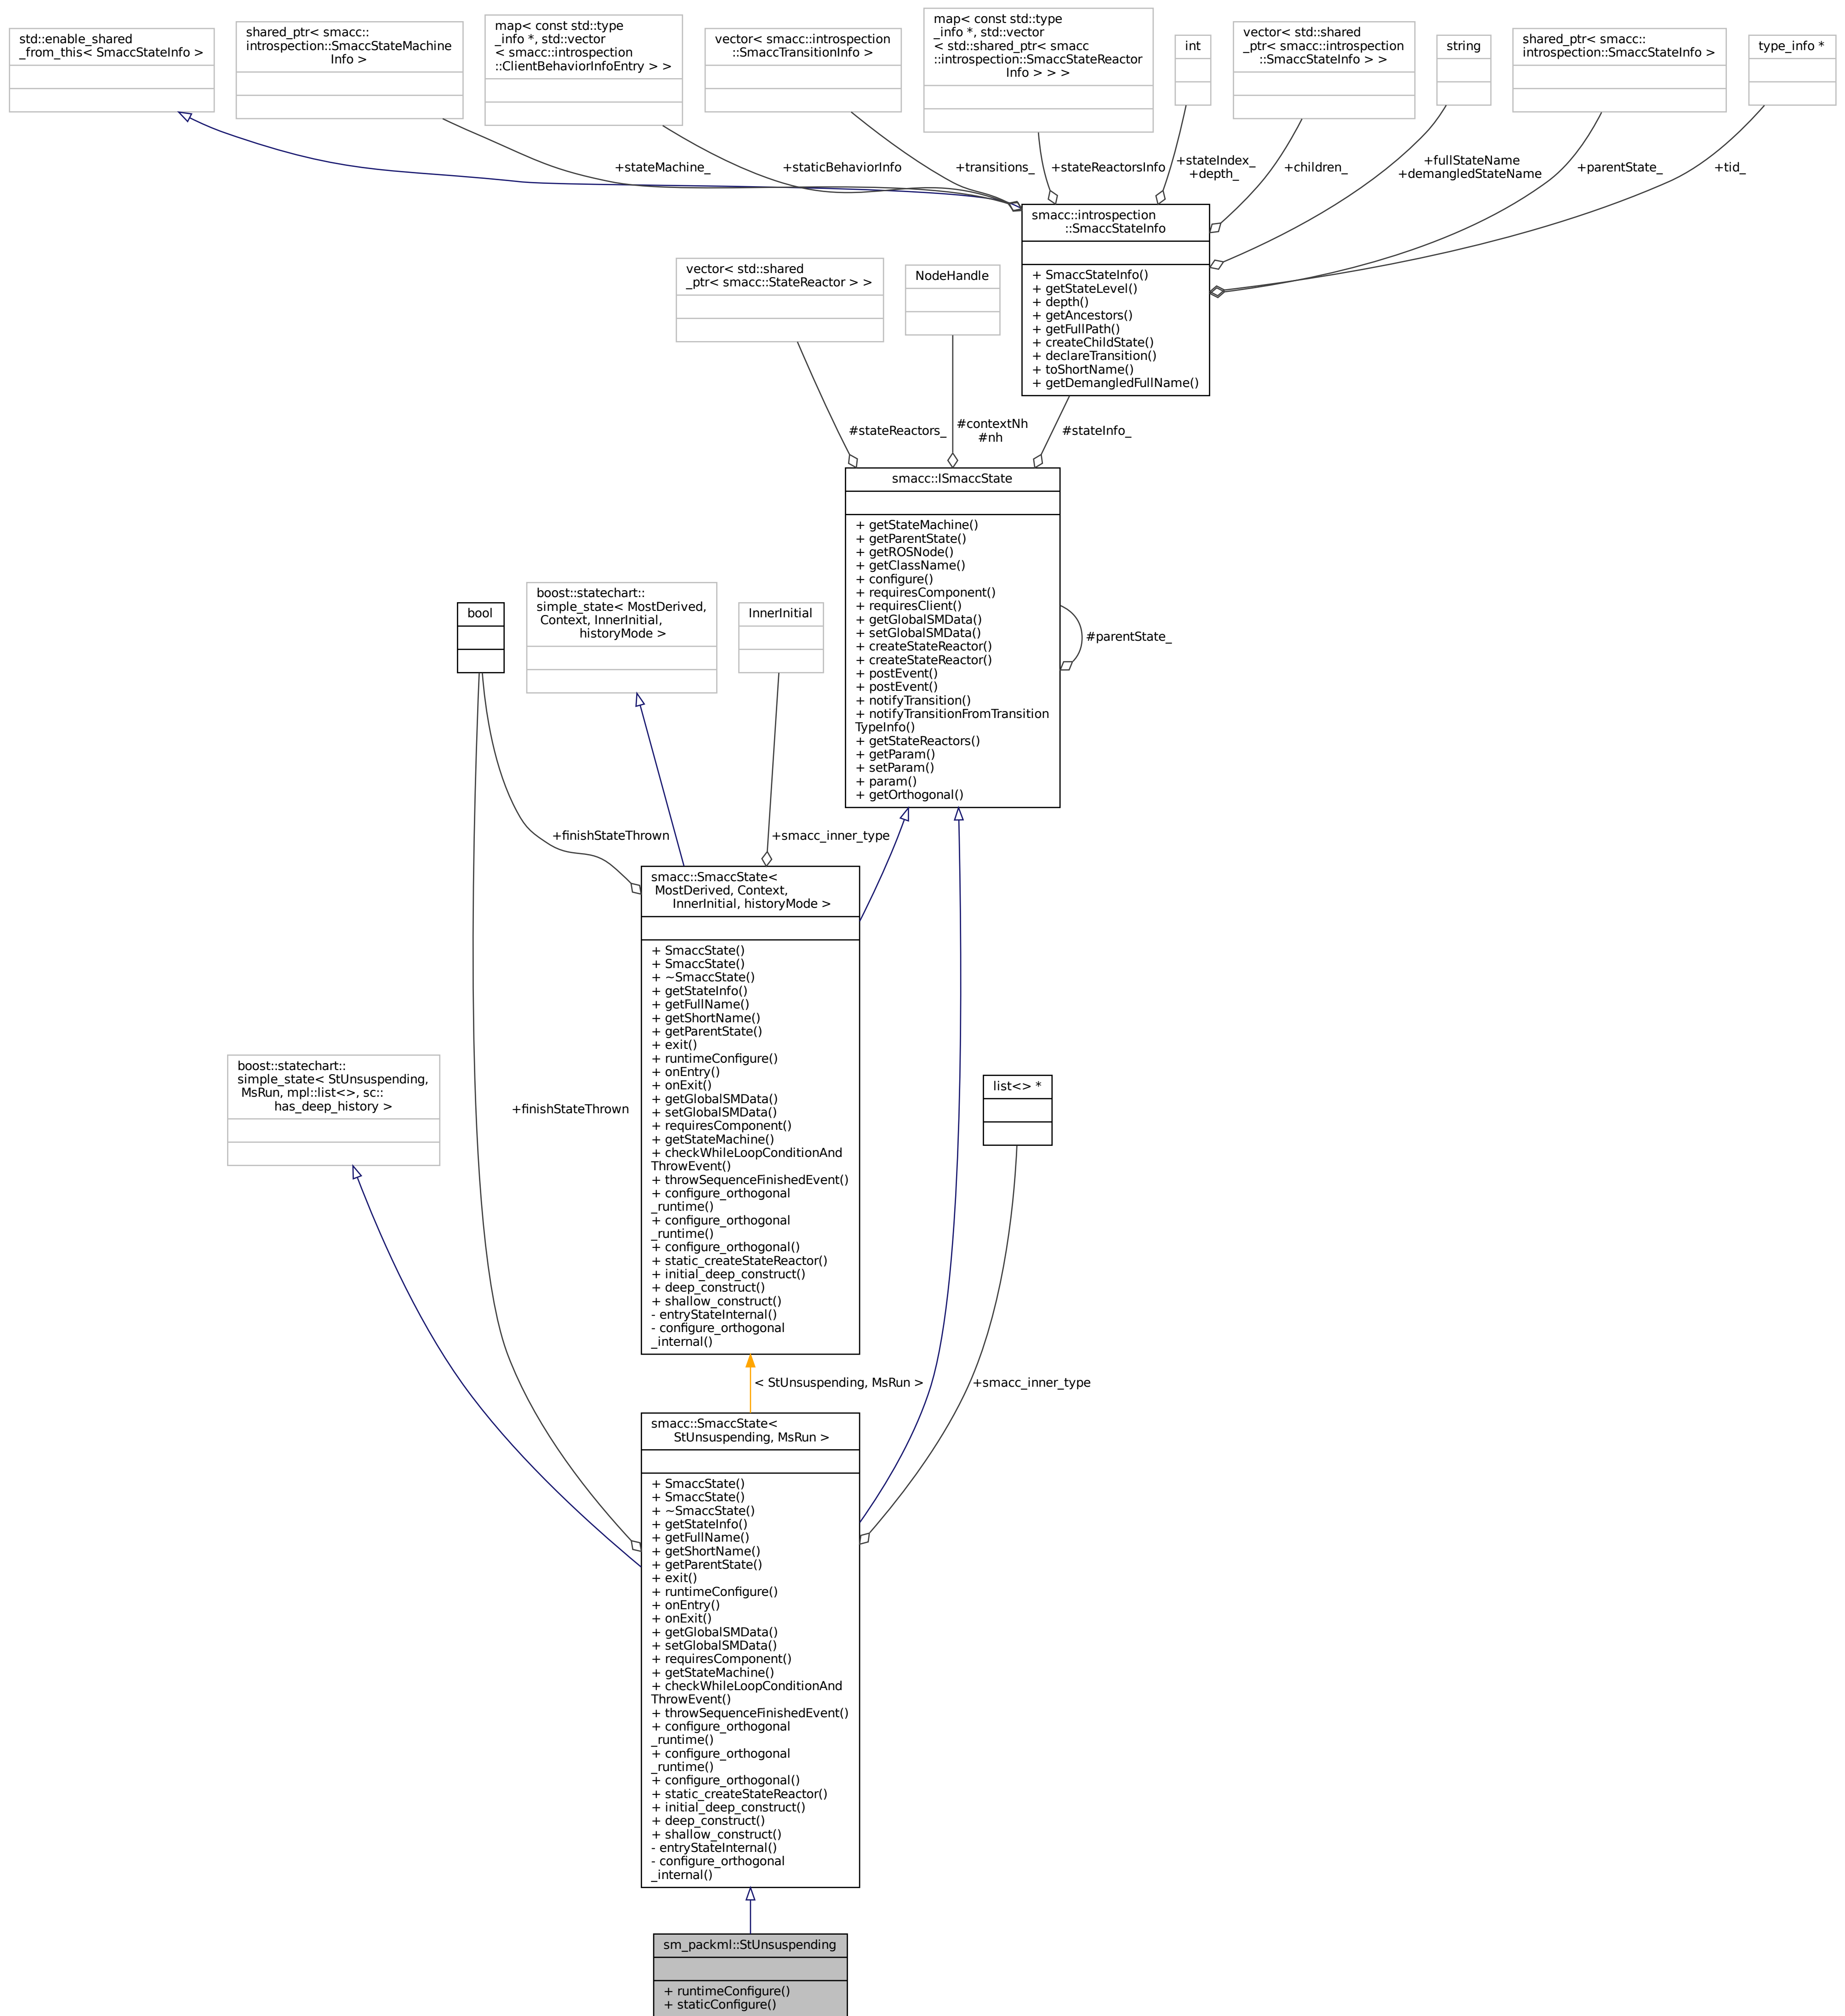 std::enable_shared
_from_this< SmaccStateInfo >
shared_ptr< smacc::
introspection::SmaccStateMachine
Info >
map< const std::type
_info *, std::vector
< smacc::introspection
::ClientBehaviorInfoEntry > >
vector< smacc::introspection
::SmaccTransitionInfo >
map< const std::type
_info *, std::vector
< std::shared_ptr< smacc
::introspection::SmaccStateReactor
Info > > >
int
vector< std::shared
_ptr< smacc::introspection
::SmaccStateInfo > >
string
shared_ptr< smacc::
introspection::SmaccStateInfo >
type_info *
+stateMachine_
+staticBehaviorInfo
+transitions_
+stateReactorsInfo
+stateIndex_
+depth_
+children_
+fullStateName
+demangledStateName
+parentState_
+tid_
smacc::introspection
::SmaccStateInfo
+ SmaccStateInfo()
+ getStateLevel()
+ depth()
+ getAncestors()
+ getFullPath()
+ createChildState()
+ declareTransition()
+ toShortName()
+ getDemangledFullName()
vector< std::shared
_ptr< smacc::StateReactor > >
NodeHandle
#stateReactors_
#contextNh
#nh
#stateInfo_
smacc::ISmaccState
+ getStateMachine()
+ getParentState()
+ getROSNode()
+ getClassName()
+ configure()
+ requiresComponent()
+ requiresClient()
+ getGlobalSMData()
+ setGlobalSMData()
+ createStateReactor()
+ createStateReactor()
+ postEvent()
+ postEvent()
+ notifyTransition()
+ notifyTransitionFromTransition
TypeInfo()
+ getStateReactors()
+ getParam()
+ setParam()
+ param()
+ getOrthogonal()
#parentState_
bool
boost::statechart::
simple_state< MostDerived,
Context, InnerInitial,
historyMode >
InnerInitial
+finishStateThrown
+smacc_inner_type
smacc::SmaccState<
MostDerived, Context,
InnerInitial, historyMode >
+ SmaccState()
+ SmaccState()
+ ~SmaccState()
+ getStateInfo()
+ getFullName()
+ getShortName()
+ getParentState()
+ exit()
+ runtimeConfigure()
+ onEntry()
+ onExit()
+ getGlobalSMData()
+ setGlobalSMData()
+ requiresComponent()
+ getStateMachine()
+ checkWhileLoopConditionAnd
ThrowEvent()
+ throwSequenceFinishedEvent()
+ configure_orthogonal
_runtime()
+ configure_orthogonal
_runtime()
+ configure_orthogonal()
+ static_createStateReactor()
+ initial_deep_construct()
+ deep_construct()
+ shallow_construct()
- entryStateInternal()
- configure_orthogonal
_internal()
boost::statechart::
simple_state< StUnsuspending,
MsRun, mpl::list<>, sc::
has_deep_history >
+finishStateThrown
list<> *
< StUnsuspending, MsRun >
+smacc_inner_type
smacc::SmaccState<
StUnsuspending, MsRun >
+ SmaccState()
+ SmaccState()
+ ~SmaccState()
+ getStateInfo()
+ getFullName()
+ getShortName()
+ getParentState()
+ exit()
+ runtimeConfigure()
+ onEntry()
+ onExit()
+ getGlobalSMData()
+ setGlobalSMData()
+ requiresComponent()
+ getStateMachine()
+ checkWhileLoopConditionAnd
ThrowEvent()
+ throwSequenceFinishedEvent()
+ configure_orthogonal
_runtime()
+ configure_orthogonal
_runtime()
+ configure_orthogonal()
+ static_createStateReactor()
+ initial_deep_construct()
+ deep_construct()
+ shallow_construct()
- entryStateInternal()
- configure_orthogonal
_internal()
sm_packml::StUnsuspending
+ runtimeConfigure()
+ staticConfigure()